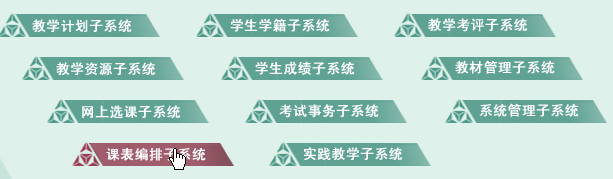 教学计划子系统 学生学籍子系统 教学考评子系统
教学资源子系统 学生成绩子系统 教材管理子系统
网上选课子系统 考试事务子系统 系统管理子系统
课表编排子系统 实践教学子系统